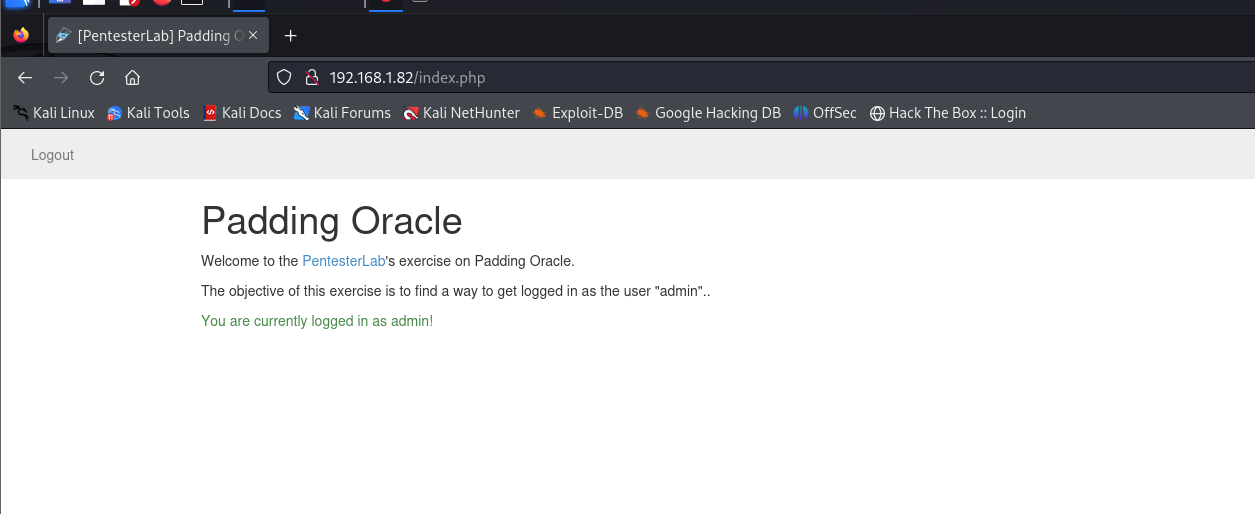 [PentesterLab] Padding O
192.168.1.82/index.php
Kali Linux Kali Tools Kali Docs Kali Forums Kali NetHunter Exploit-DB Google Hacking DB OffSec Hack The Box :: Login
Logout
Padding Oracle
Welcome to the PentesterLab's exercise on Padding Oracle.
The objective of this exercise is to find a way to get logged in as the user "admin"..
You are currently logged in as admin!